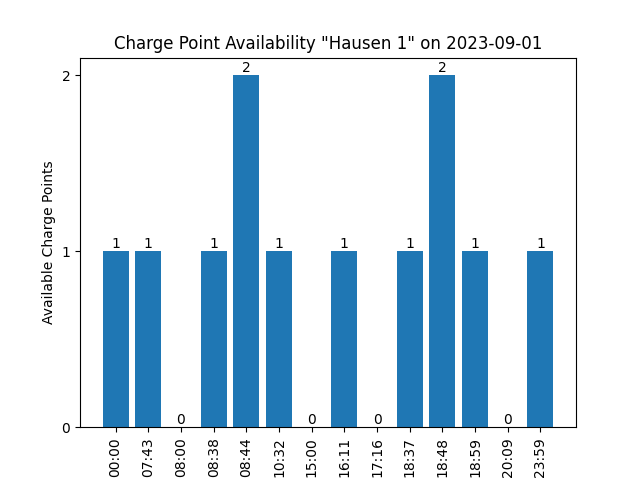 Charge Point Availability "Hausen 1" on 2023-09-01
Available Charge Points
2
1
0
1 1 0 1 2 1 0 1 0 1 2 1 0 1
00:00 07:43 08:00 08:38 08:44 10:32 15:00 16:11 17:16 18:37 18:48 18:59 20:09 23:59